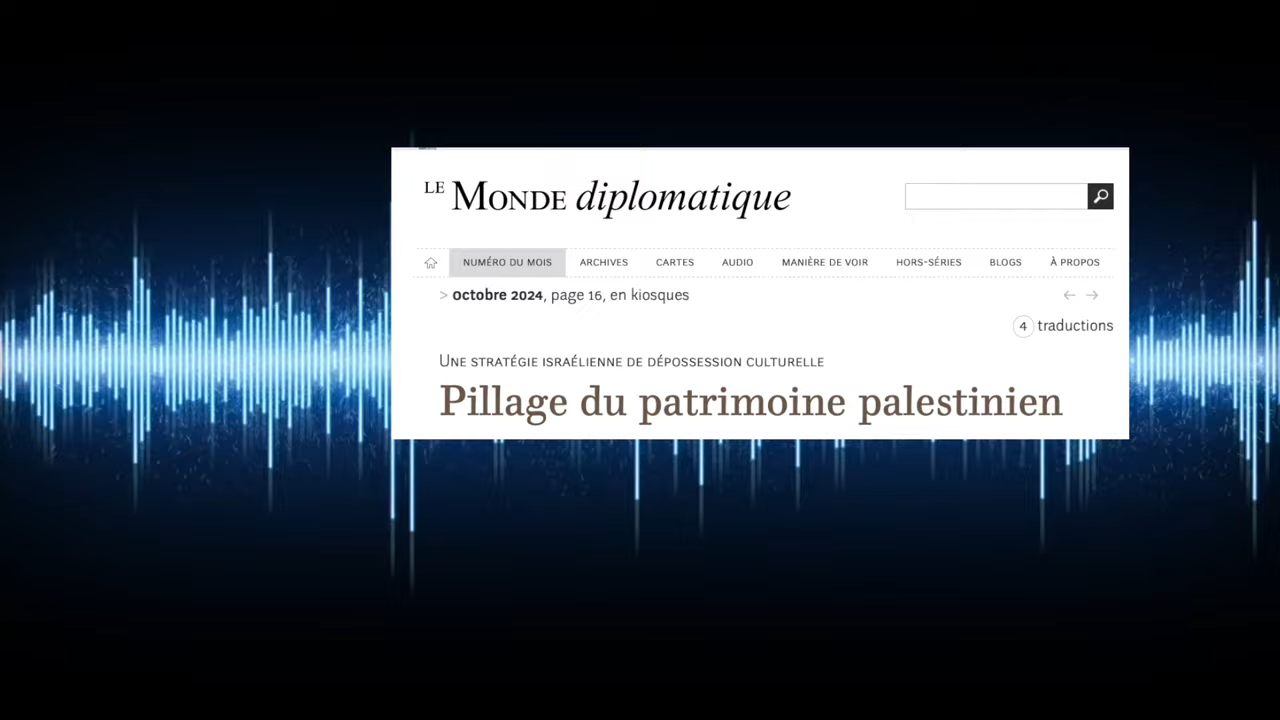 LE MONDE diplomatique
NUMÉRO DU MOIS ARCHIVES CARTES AUDIO MANIÈRE DE VOIR HORS-SÉRIES BLOGS À PROPOS
> octobre 2024, page 16, en kiosques
4 traductions
UNE STRATÉGIE ISRAÉLIENNE DE DÉPOSSESSION CULTURELLE
Pillage du patrimoine palestinien